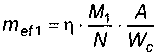 m_ef1 = η · M_1/N · A/W_c